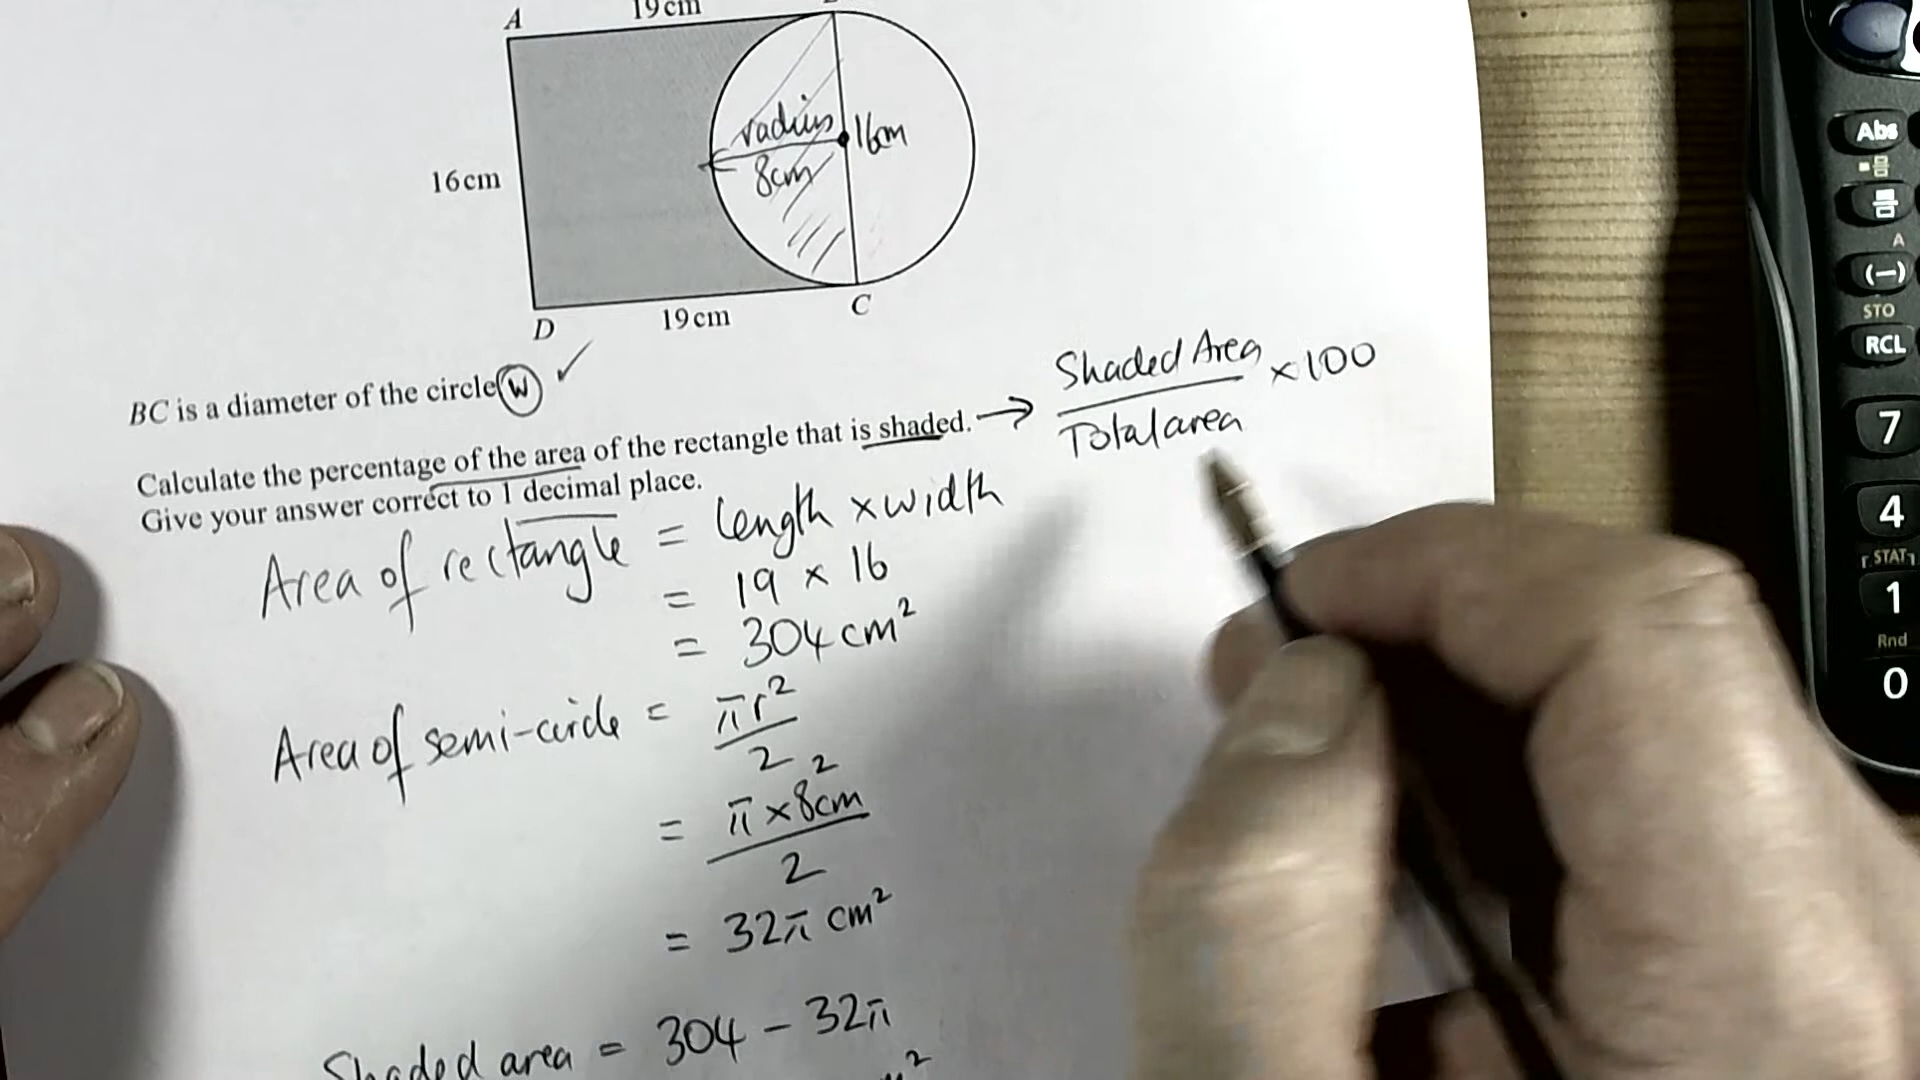 A
19cm
radius
16cm
8cm
16cm
D
19cm
C
BC is a diameter of the circle W ✓
Calculate the percentage of the area of the rectangle that is shaded. → Shaded Area / Total area × 100
Give your answer correct to 1 decimal place.
Area of rectangle = length × width
= 19 × 16
= 304 cm²
Area of semi-circle = πr² / 2
= π × 8cm² / 2
= 32π cm²
Shaded area = 304 − 32π
Abs
A
(−)
STO
RCL
7
4
STAT
1
Rnd
0